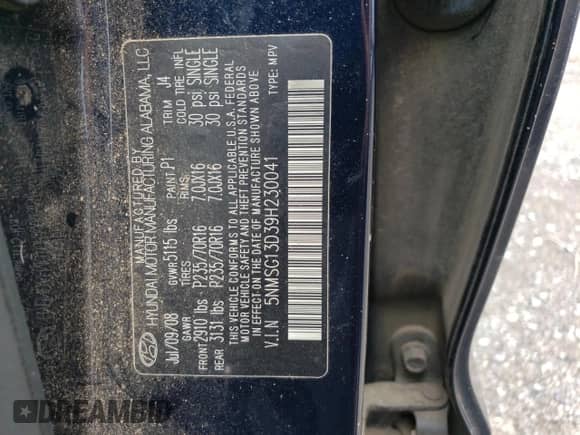 MANUFACTURED BY
HYUNDAI MOTOR MANUFACTURING ALABAMA, LLC
Jul/09/08 GVWR 5115 lbs PAINT P1 TRIM J4
GAWR TIRES RIMS COLD TIRE INFL
FRONT 2910 lbs P235/70R16 7.0JX16 30 psi SINGLE
REAR 3131 lbs P235/70R16 7.0JX16 30 psi SINGLE
THIS VEHICLE CONFORMS TO ALL APPLICABLE U.S.A. FEDERAL
MOTOR VEHICLE SAFETY AND THEFT PREVENTION STANDARDS
IN EFFECT ON THE DATE OF MANUFACTURE SHOWN ABOVE
V.I.N 5NMSG13D39H230041 TYPE: MPV
DREAMBID